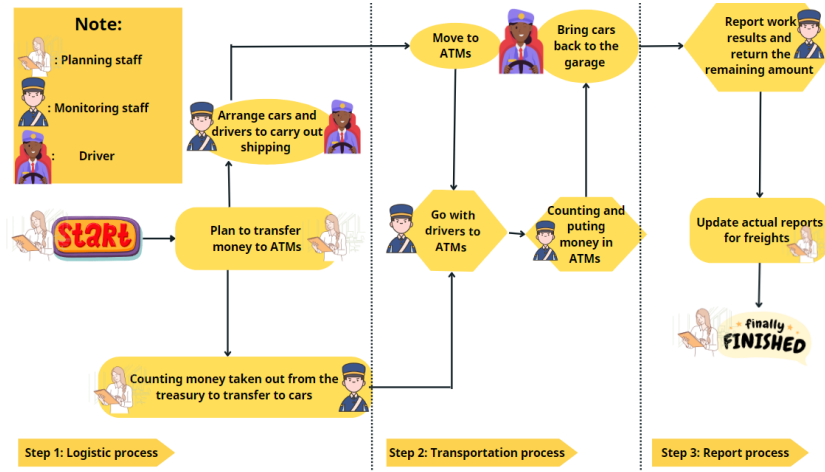 Note:
: Planning staff
: Monitoring staff
: Driver
Arrange cars and
drivers to carry out
shipping
START
Plan to transfer
money to ATMs
Counting money taken out from the
treasury to transfer to cars
Step 1: Logistic process
Move to
ATMs
Bring cars
back to the
garage
Go with
drivers to
ATMs
Counting and
puting
money in
ATMs
Step 2: Transportation process
Report work
results and
return the
remaining amount
Update actual reports
for freights
finally
FINISHED
Step 3: Report process